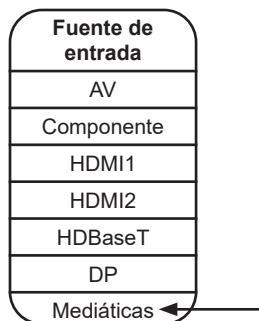 Fuente de
entrada
AV
Componente
HDMI1
HDMI2
HDBaseT
DP
Mediáticas